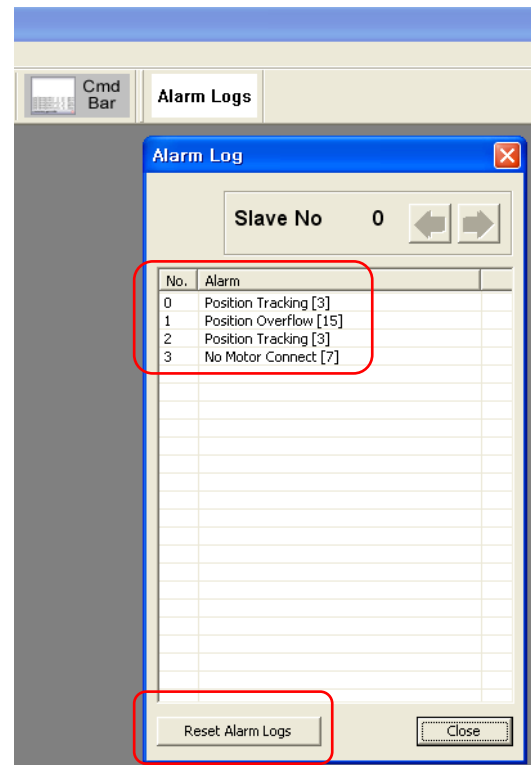 Cmd
Bar
Alarm Logs
Alarm Log
Slave No 0
No. Alarm
0 Position Tracking [3]
1 Position Overflow [15]
2 Position Tracking [3]
3 No Motor Connect [7]
Reset Alarm Logs Close